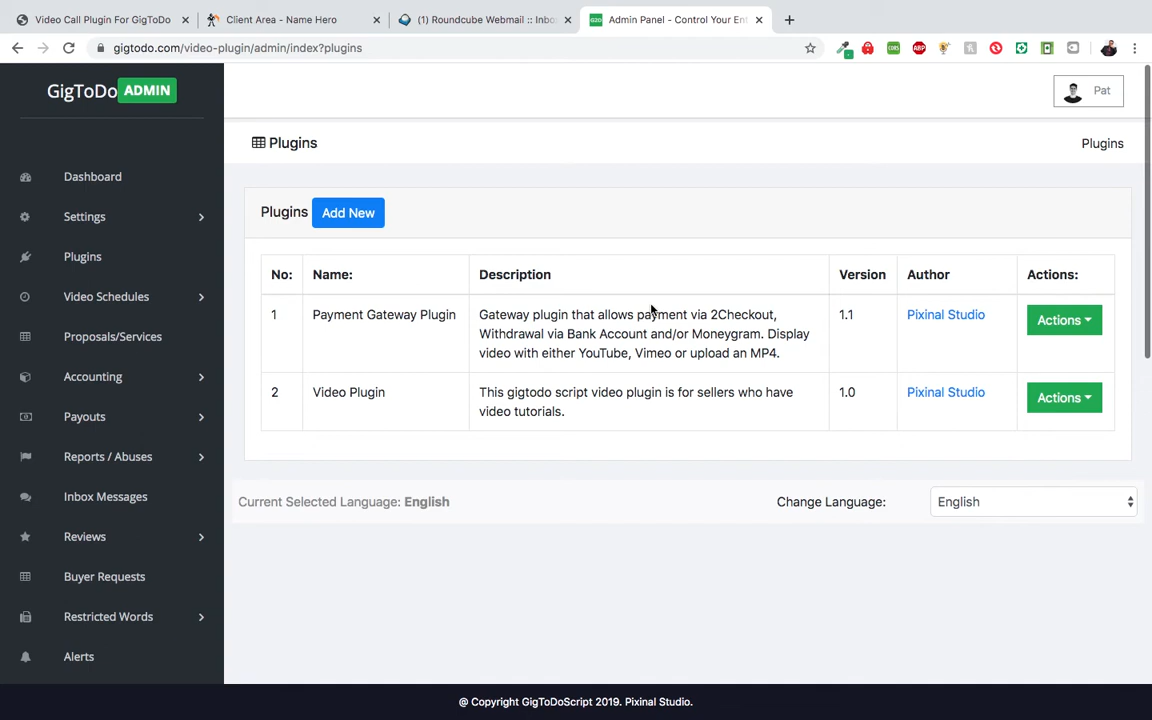 Video Call Plugin For GigToDo
Client Area - Name Hero
(1) Roundcube Webmail :: Inbo
Admin Panel - Control Your Ent
gigtodo.com/video-plugin/admin/index?plugins
ABP
GigToDo ADMIN
Pat
Plugins
Plugins
Dashboard
Settings
Plugins
Video Schedules
Proposals/Services
Accounting
Payouts
Reports / Abuses
Inbox Messages
Reviews
Buyer Requests
Restricted Words
Alerts
Plugins Add New
No: Name: Description Version Author Actions:
1 Payment Gateway Plugin Gateway plugin that allows payment via 2Checkout, 1.1 Pixinal Studio Actions
Withdrawal via Bank Account and/or Moneygram. Display
video with either YouTube, Vimeo or upload an MP4.
2 Video Plugin This gigtodo script video plugin is for sellers who have 1.0 Pixinal Studio Actions
video tutorials.
Current Selected Language: English Change Language: English
@ Copyright GigToDoScript 2019. Pixinal Studio.